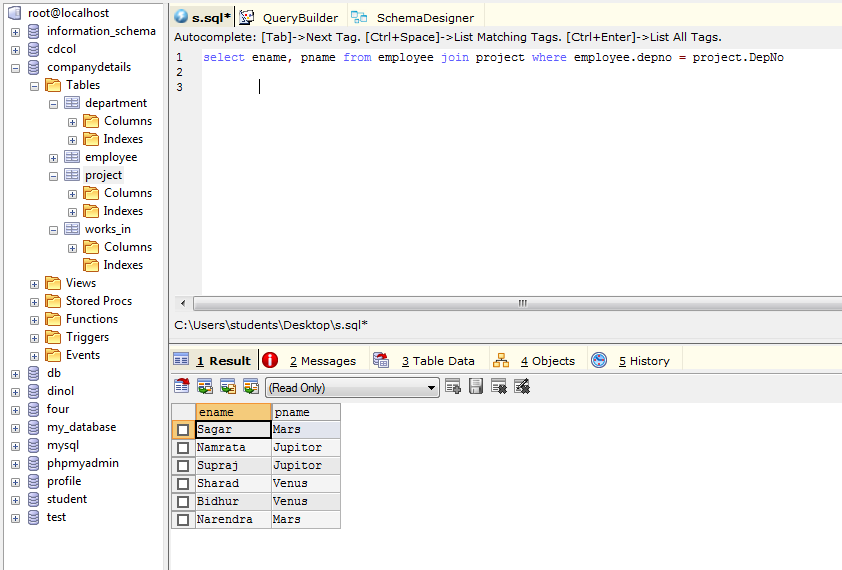 root@localhost
information_schema
cdcol
companydetails
Tables
department
Columns
Indexes
employee
project
Columns
Indexes
works_in
Columns
Indexes
Views
Stored Procs
Functions
Triggers
Events
db
dinol
four
my_database
mysql
phpmyadmin
profile
student
test
s.sql* QueryBuilder SchemaDesigner
Autocomplete: [Tab]->Next Tag. [Ctrl+Space]->List Matching Tags. [Ctrl+Enter]->List All Tags.
1 select ename, pname from employee join project where employee.depno = project.DepNo
2
3
C:\Users\students\Desktop\s.sql*
1 Result 2 Messages 3 Table Data 4 Objects 5 History
(Read Only)
ename pname
Sagar Mars
Namrata Jupitor
Supraj Jupitor
Sharad Venus
Bidhur Venus
Narendra Mars